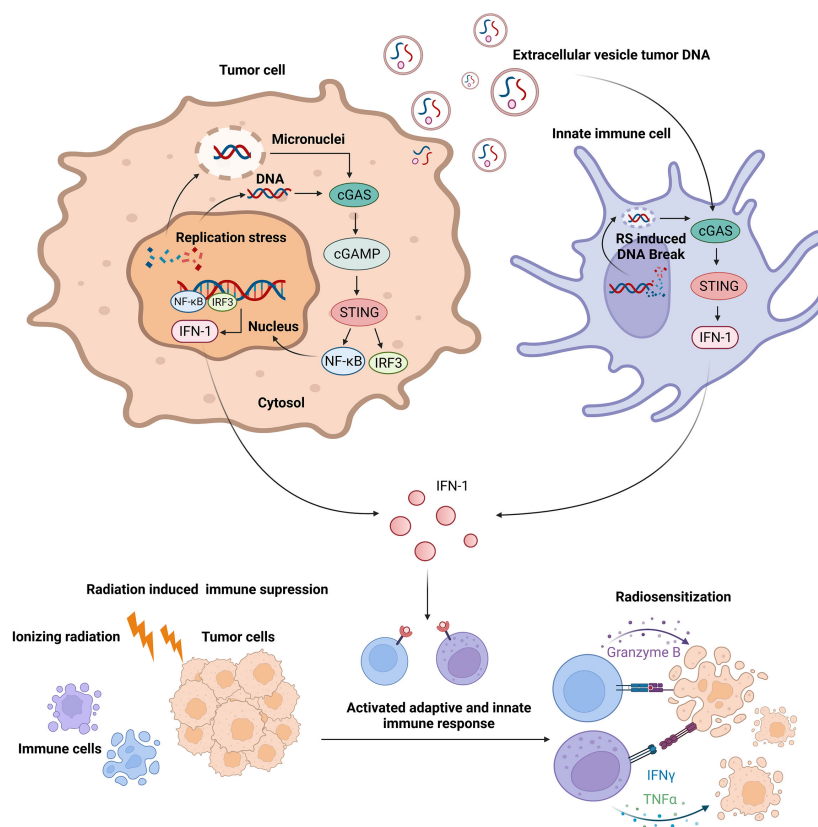 Extracellular vesicle tumor DNA
Tumor cell
Innate immune cell
Micronuclei
DNA
cGAS
Replication stress
cGAMP
NF-κB
IRF3
STING
IFN-1
Nucleus
NF-κB
IRF3
Cytosol
cGAS
RS induced
DNA Break
STING
IFN-1
IFN-1
Radiation induced immune supression
Radiosensitization
Ionizing radiation
Tumor cells
Granzyme B
Immune cells
Activated adaptive and innate
immune response
IFNγ
TNFα